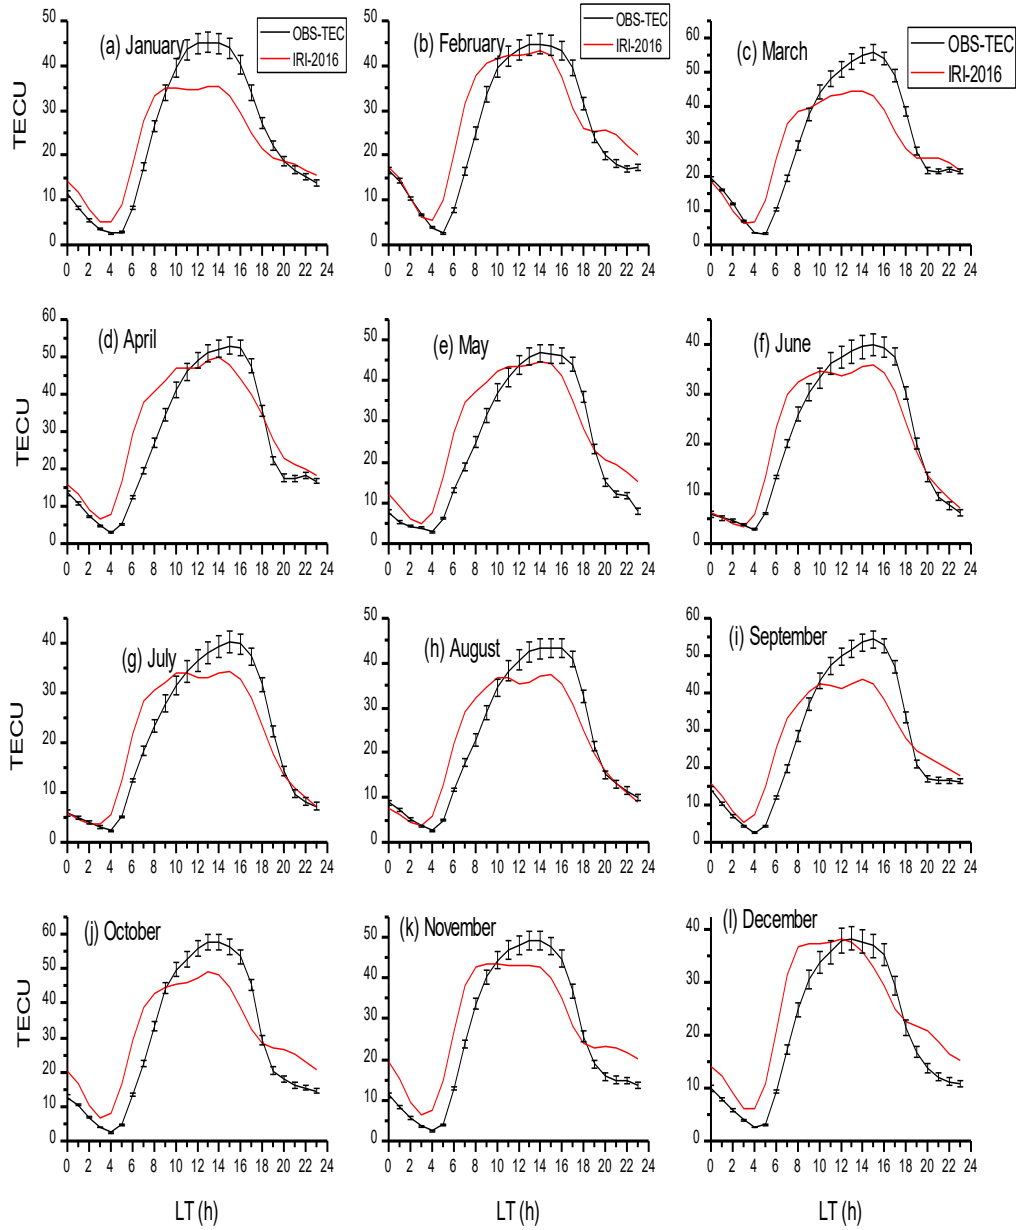 (a) January
OBS-TEC
IRI-2016
TECU
50
40
30
20
10
0
0 2 4 6 8 10 12 14 16 18 20 22 24
(b) February
OBS-TEC
IRI-2016
50
40
30
20
10
0
0 2 4 6 8 10 12 14 16 18 20 22 24
(c) March
OBS-TEC
IRI-2016
60
50
40
30
20
10
0
0 2 4 6 8 10 12 14 16 18 20 22 24
(d) April
TECU
60
50
40
30
20
10
0
0 2 4 6 8 10 12 14 16 18 20 22 24
(e) May
50
40
30
20
10
0
0 2 4 6 8 10 12 14 16 18 20 22 24
(f) June
40
30
20
10
0
0 2 4 6 8 10 12 14 16 18 20 22 24
(g) July
TECU
40
30
20
10
0
0 2 4 6 8 10 12 14 16 18 20 22 24
(h) August
50
40
30
20
10
0
0 2 4 6 8 10 12 14 16 18 20 22 24
(i) September
60
50
40
30
20
10
0
0 2 4 6 8 10 12 14 16 18 20 22 24
(j) October
TECU
60
50
40
30
20
10
0
0 2 4 6 8 10 12 14 16 18 20 22 24
LT (h)
(k) November
50
40
30
20
10
0
0 2 4 6 8 10 12 14 16 18 20 22 24
LT (h)
(l) December
40
30
20
10
0
0 2 4 6 8 10 12 14 16 18 20 22 24
LT (h)